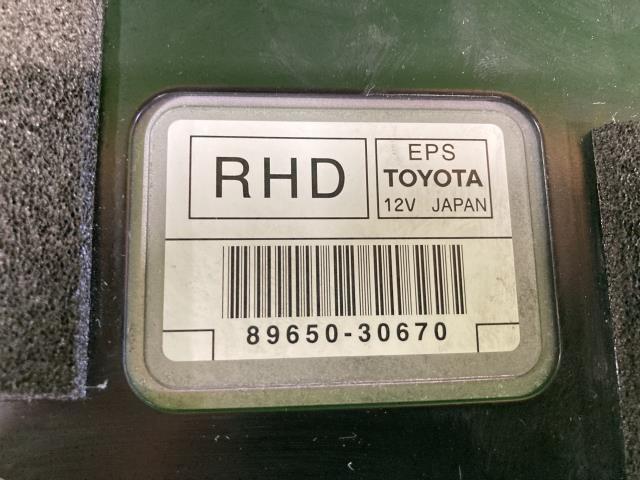 RHD
EPS
TOYOTA
12V JAPAN
89650-30670